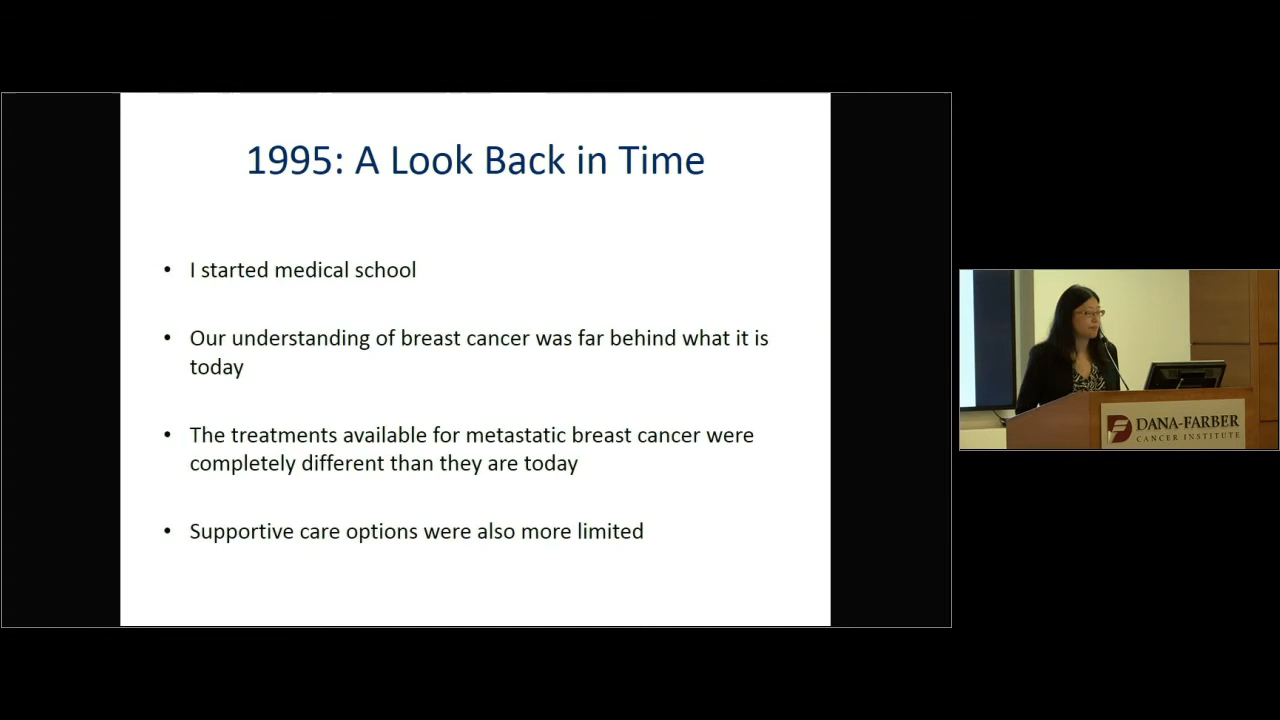 1995: A Look Back in Time
• I started medical school
• Our understanding of breast cancer was far behind what it is
today
• The treatments available for metastatic breast cancer were
completely different than they are today
• Supportive care options were also more limited
DANA-FARBER
CANCER INSTITUTE